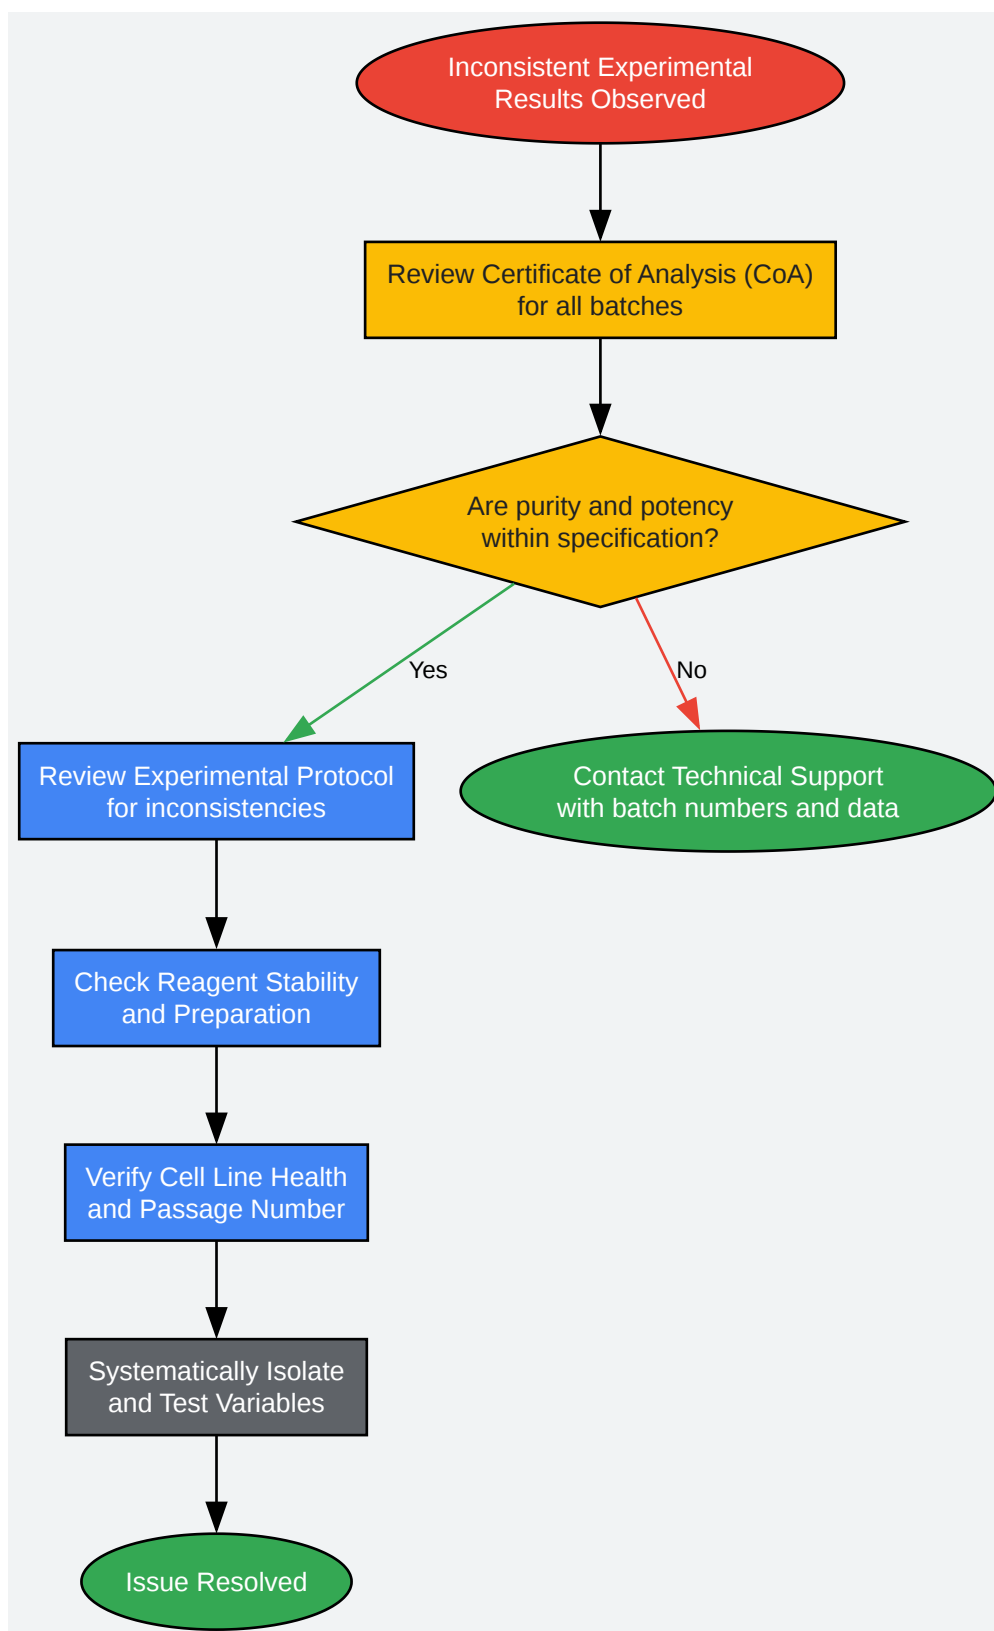 Inconsistent Experimental
Results Observed
Review Certificate of Analysis (CoA)
for all batches
Are purity and potency
within specification?
Yes
No
Review Experimental Protocol
for inconsistencies
Contact Technical Support
with batch numbers and data
Check Reagent Stability
and Preparation
Verify Cell Line Health
and Passage Number
Systematically Isolate
and Test Variables
Issue Resolved